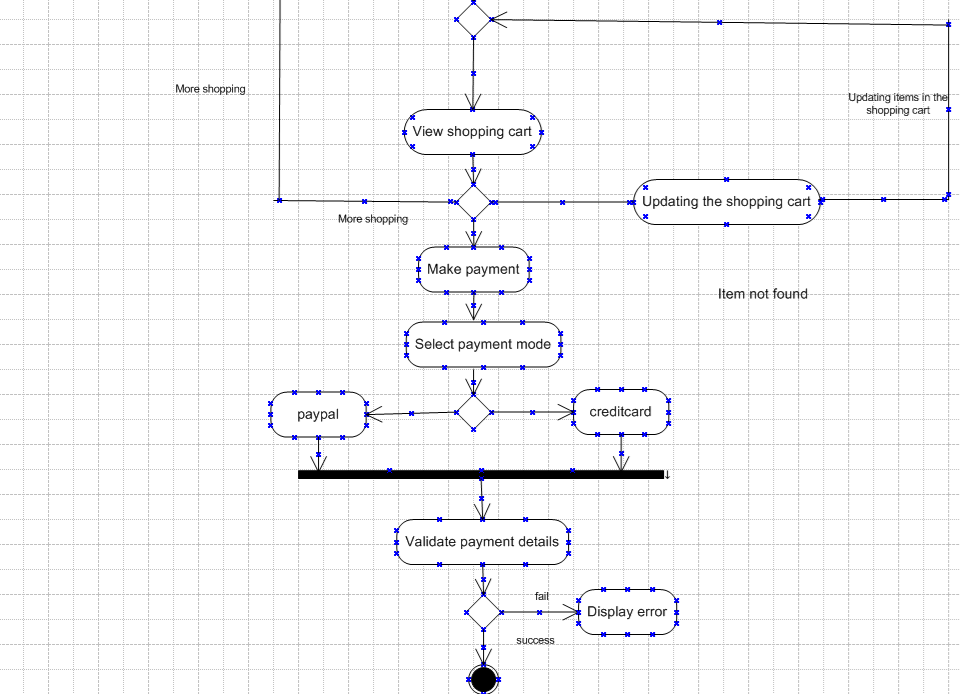 More shopping
Updating items in the
shopping cart
View shopping cart
Updating the shopping cart
More shopping
Make payment
Item not found
Select payment mode
paypal
creditcard
Validate payment details
fail
Display error
success